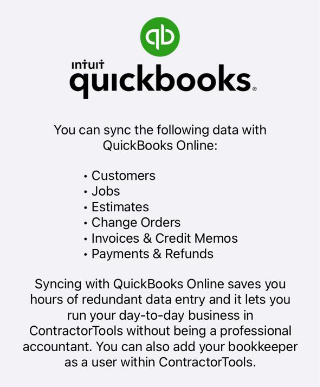 qb
ıntuıt
quickbooks®
You can sync the following data with
QuickBooks Online:
• Customers
• Jobs
• Estimates
• Change Orders
• Invoices & Credit Memos
• Payments & Refunds
Syncing with QuickBooks Online saves you
hours of redundant data entry and it lets you
run your day-to-day business in
ContractorTools without being a professional
accountant. You can also add your bookkeeper
as a user within ContractorTools.